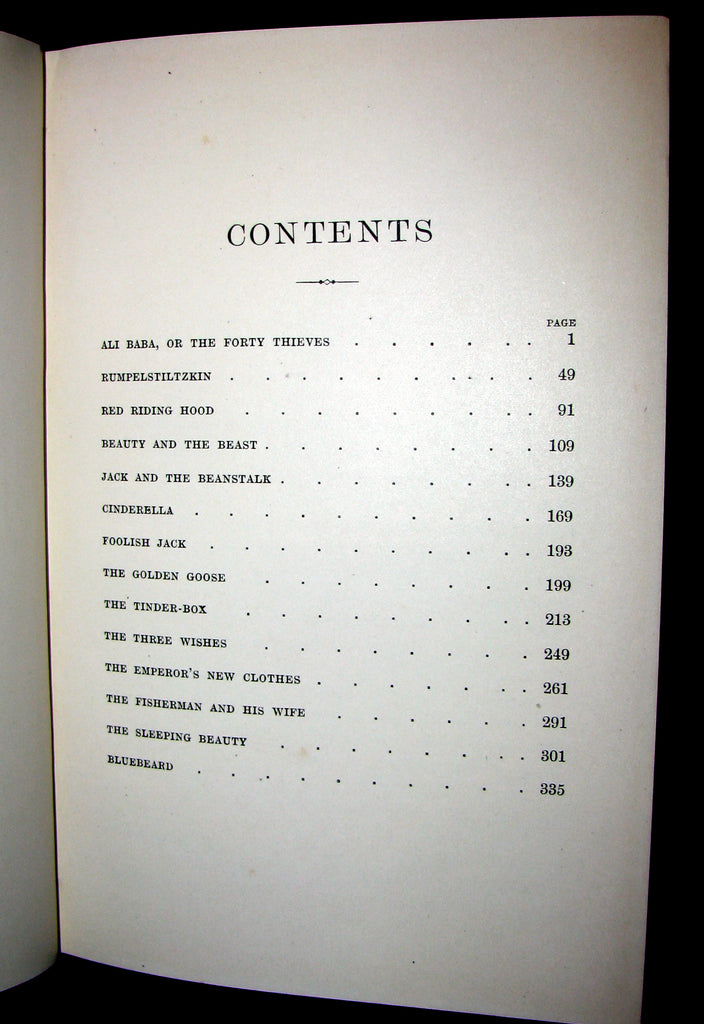 CONTENTS
PAGE
ALI BABA, OR THE FORTY THIEVES . . . . . . 1
RUMPELSTILTZKIN . . . . . . . . . 49
RED RIDING HOOD . . . . . . . . . 91
BEAUTY AND THE BEAST . . . . . . . . 109
JACK AND THE BEANSTALK . . . . . . . . 139
CINDERELLA . . . . . . . . . . 169
FOOLISH JACK . . . . . . . . . . 193
THE GOLDEN GOOSE . . . . . . . . 199
THE TINDER-BOX . . . . . . . . . 213
THE THREE WISHES . . . . . . . . 249
THE EMPEROR'S NEW CLOTHES . . . . . . . 261
THE FISHERMAN AND HIS WIFE . . . . . . 291
THE SLEEPING BEAUTY . . . . . . . . . 301
BLUEBEARD . . . . . . . . . . 335